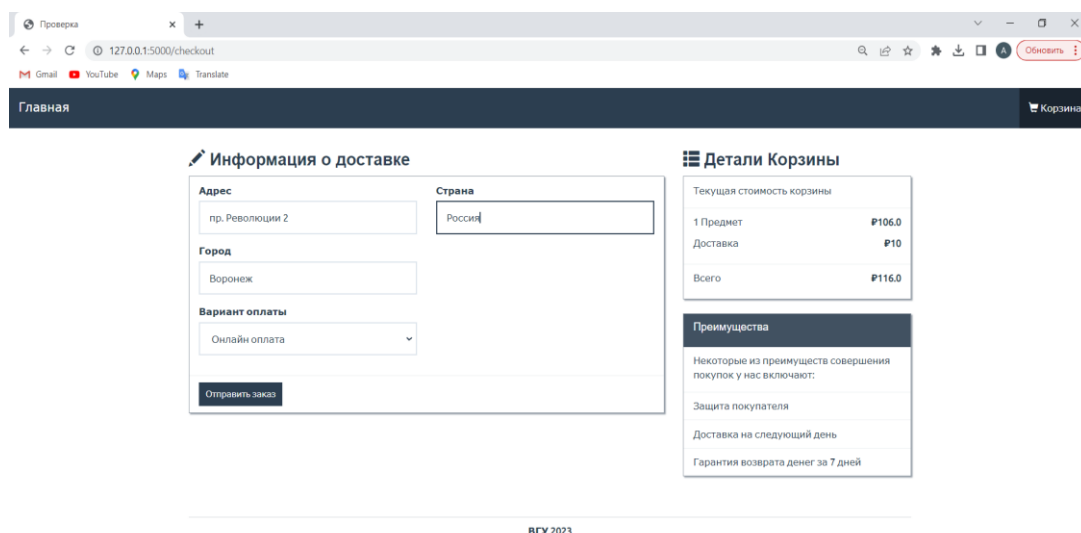 Проверка
127.0.0.1:5000/checkout
Обновить
Gmail YouTube Maps Translate
Главная
Корзина
Информация о доставке
Адрес
Страна
пр. Революции 2
Россия
Город
Воронеж
Вариант оплаты
Онлайн оплата
Отправить заказ
Детали Корзины
Текущая стоимость корзины
1 Предмет ₽106.0
Доставка ₽10
Всего ₽116.0
Преимущества
Некоторые из преимуществ совершения
покупок у нас включают:
Защита покупателя
Доставка на следующий день
Гарантия возврата денег за 7 дней
ВГУ 2023